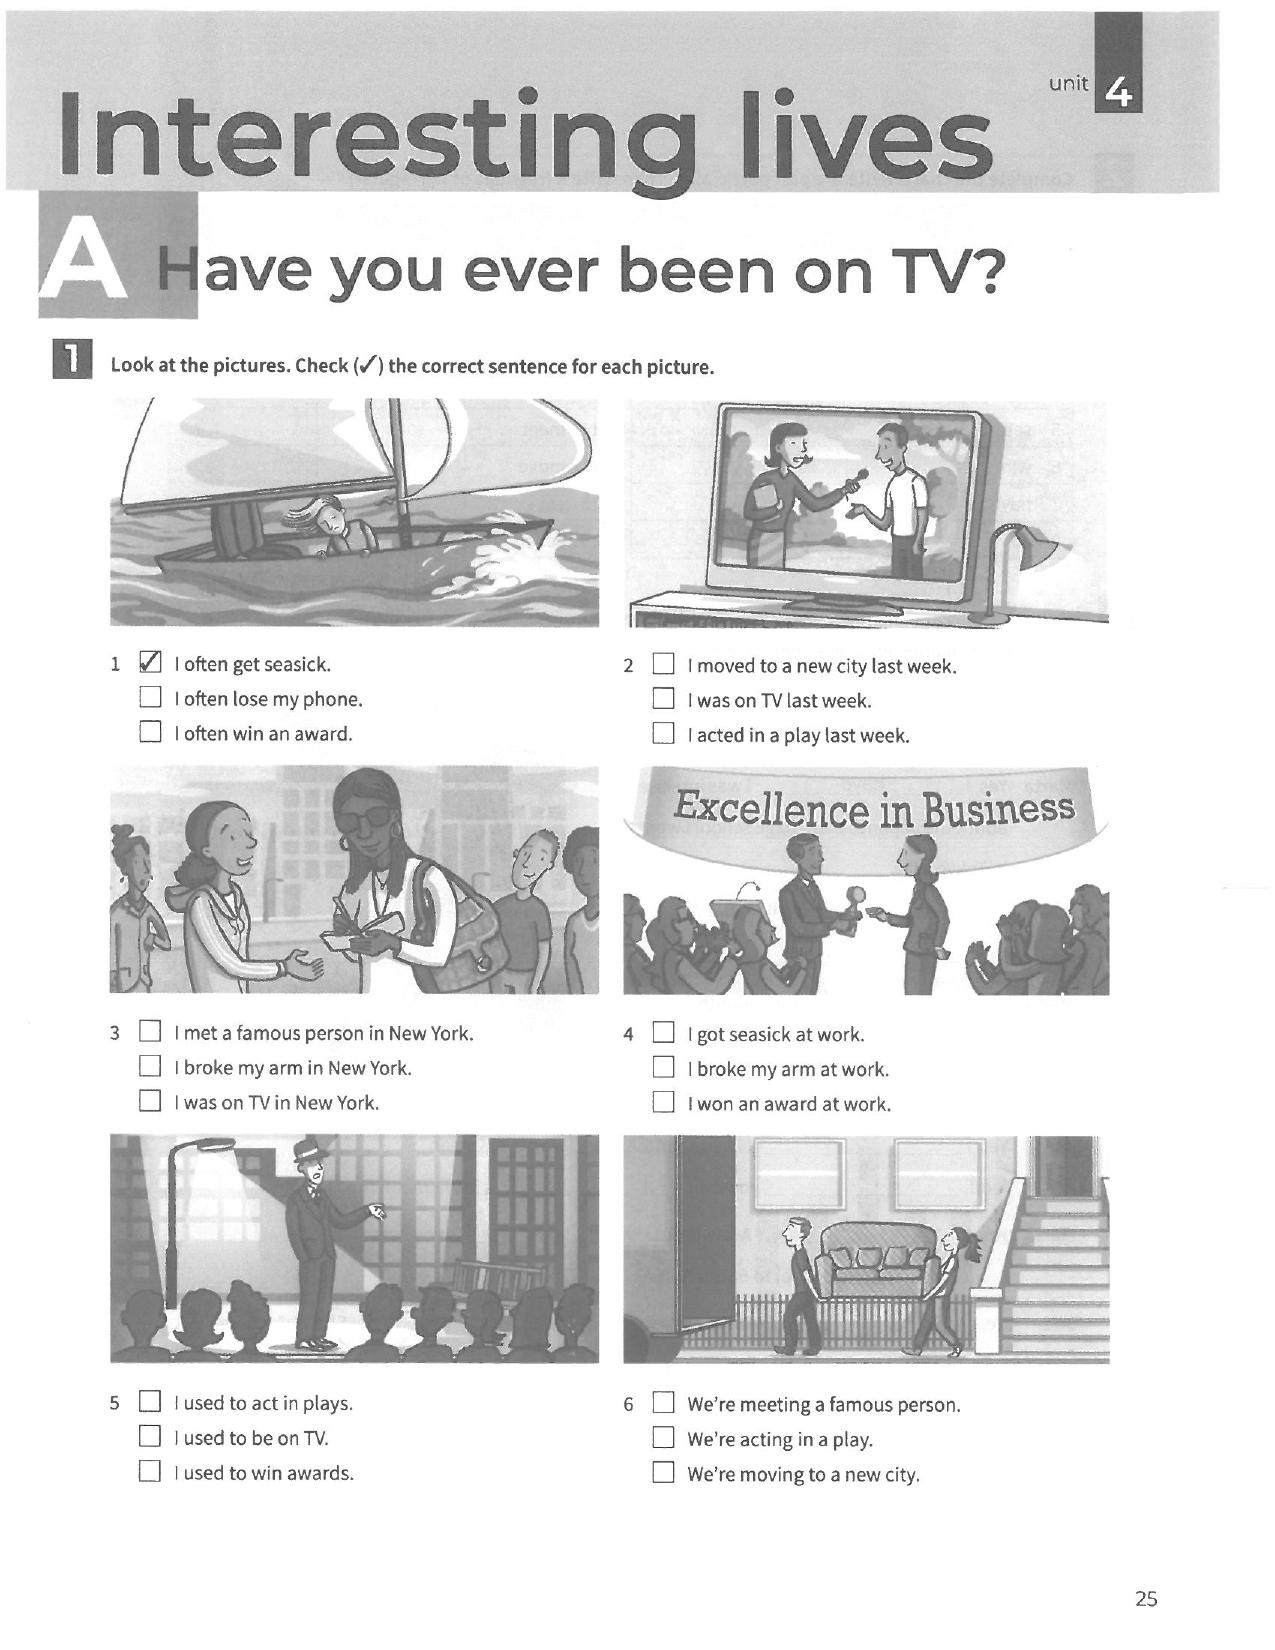 unit 4
Interesting lives
A Have you ever been on TV?
1 Look at the pictures. Check (✓) the correct sentence for each picture.
1 ☑ I often get seasick.
☐ I often lose my phone.
☐ I often win an award.
2 ☐ I moved to a new city last week.
☐ I was on TV last week.
☐ I acted in a play last week.
Excellence in Business
3 ☐ I met a famous person in New York.
☐ I broke my arm in New York.
☐ I was on TV in New York.
4 ☐ I got seasick at work.
☐ I broke my arm at work.
☐ I won an award at work.
5 ☐ I used to act in plays.
☐ I used to be on TV.
☐ I used to win awards.
6 ☐ We're meeting a famous person.
☐ We're acting in a play.
☐ We're moving to a new city.
25